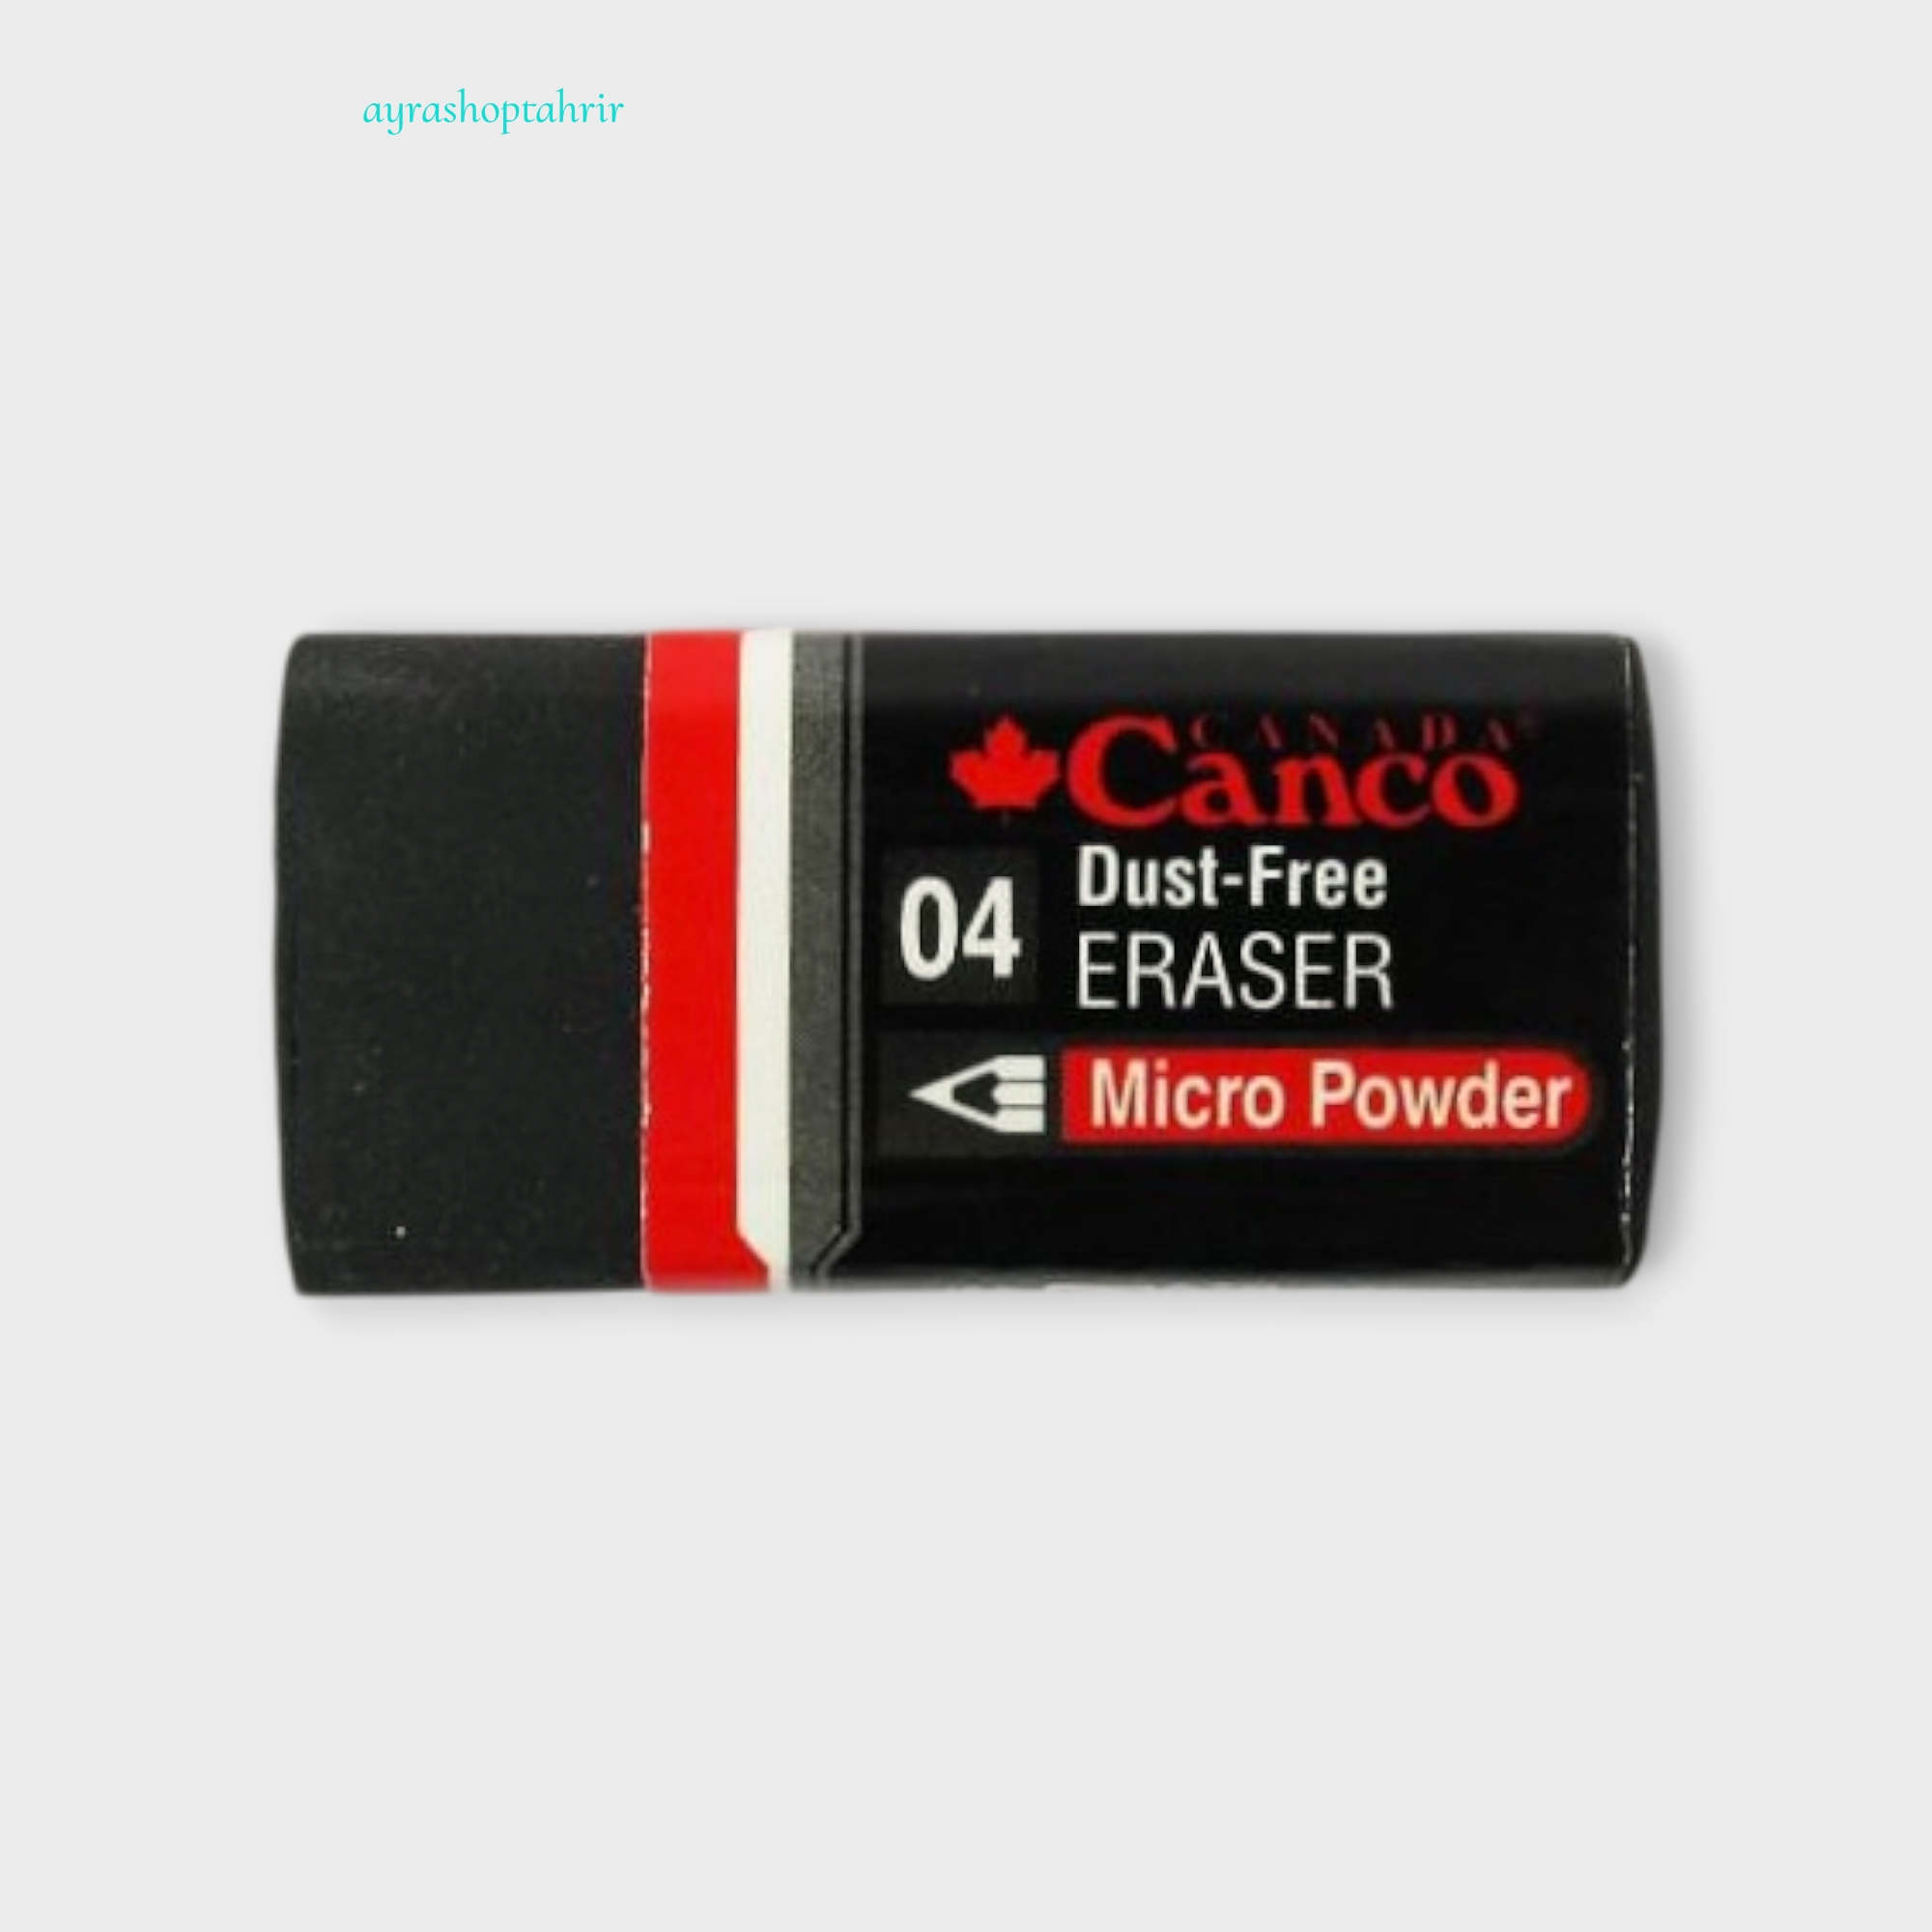 ayrashoptahrir
CANADA
Canco
04
Dust-Free
ERASER
Micro Powder